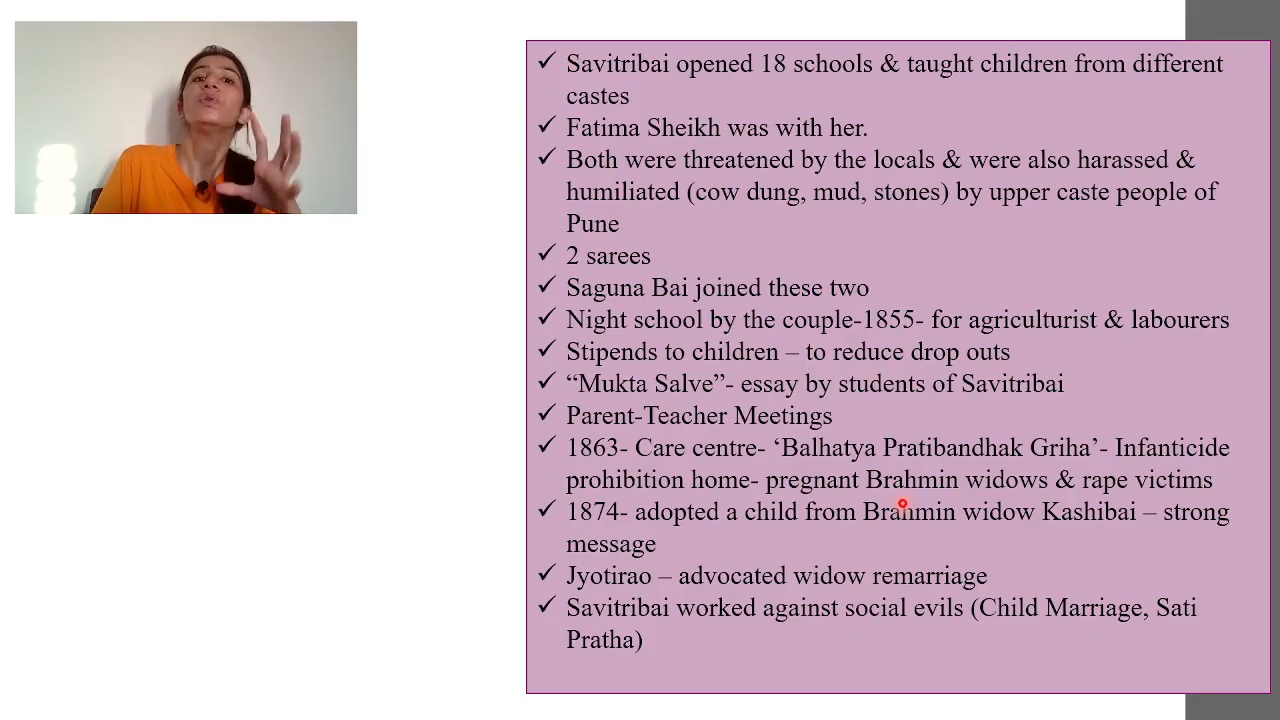 ✓ Savitribai opened 18 schools & taught children from different
castes
✓ Fatima Sheikh was with her.
✓ Both were threatened by the locals & were also harassed &
humiliated (cow dung, mud, stones) by upper caste people of
Pune
✓ 2 sarees
✓ Saguna Bai joined these two
✓ Night school by the couple-1855- for agriculturist & labourers
✓ Stipends to children – to reduce drop outs
✓ “Mukta Salve”- essay by students of Savitribai
✓ Parent-Teacher Meetings
✓ 1863- Care centre- ‘Balhatya Pratibandhak Griha’- Infanticide
prohibition home- pregnant Brahmin widows & rape victims
✓ 1874- adopted a child from Brahmin widow Kashibai – strong
message
✓ Jyotirao – advocated widow remarriage
✓ Savitribai worked against social evils (Child Marriage, Sati
Pratha)